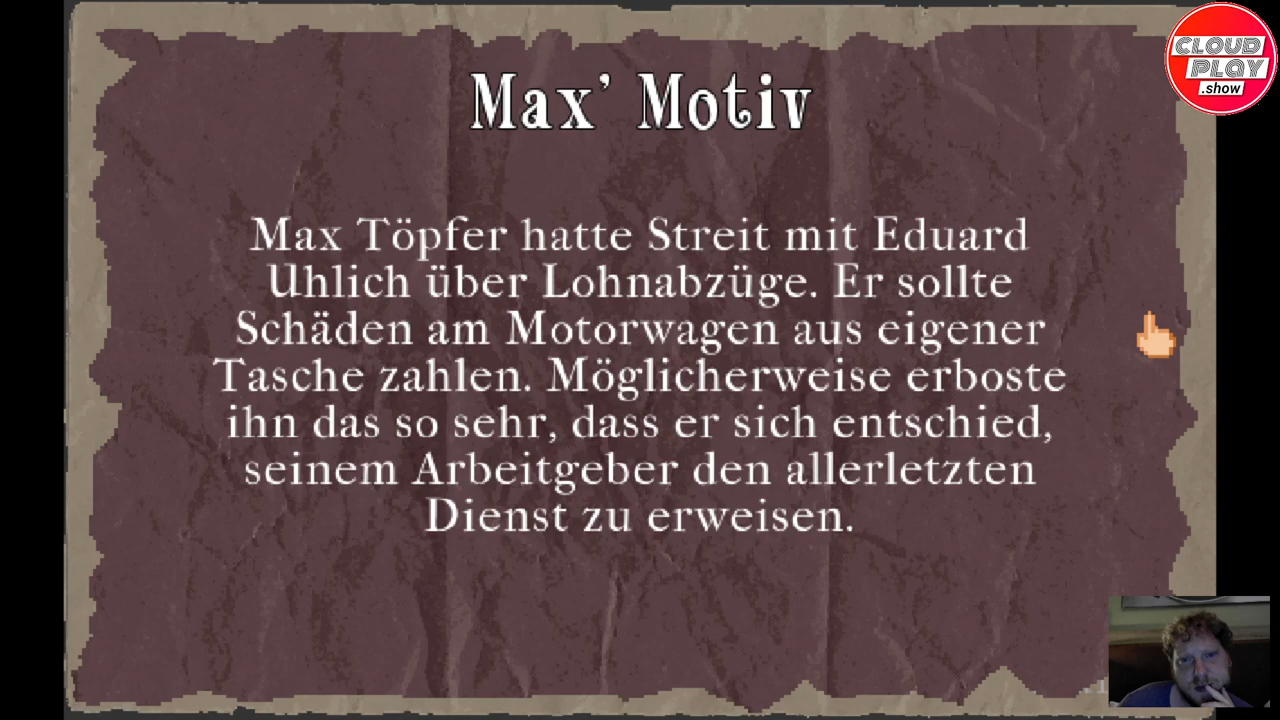 CLOUD
PLAY
.show
Max’ Motiv
Max Töpfer hatte Streit mit Eduard
Uhlich über Lohnabzüge. Er sollte
Schäden am Motorwagen aus eigener
Tasche zahlen. Möglicherweise erboste
ihn das so sehr, dass er sich entschied,
seinem Arbeitgeber den allerletzten
Dienst zu erweisen.